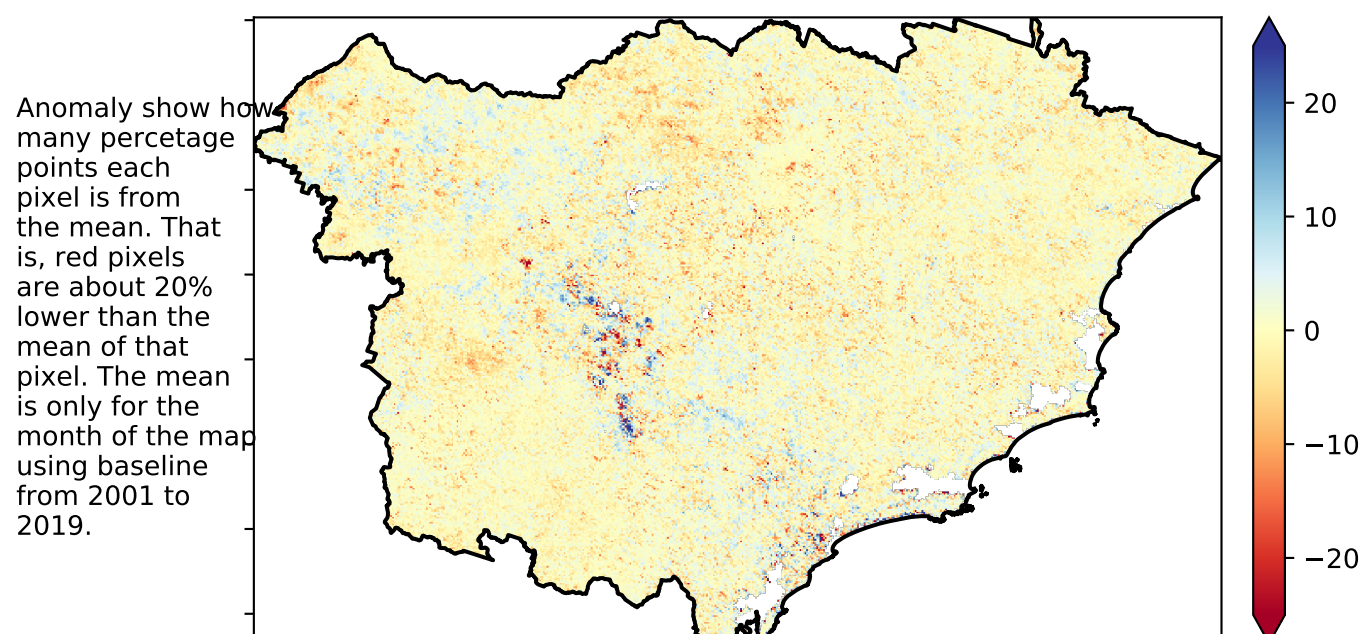 Anomaly show how
many percetage
points each
pixel is from
the mean. That
is, red pixels
are about 20%
lower than the
mean of that
pixel. The mean
is only for the
month of the map
using baseline
from 2001 to
2019.
20
10
0
−10
−20